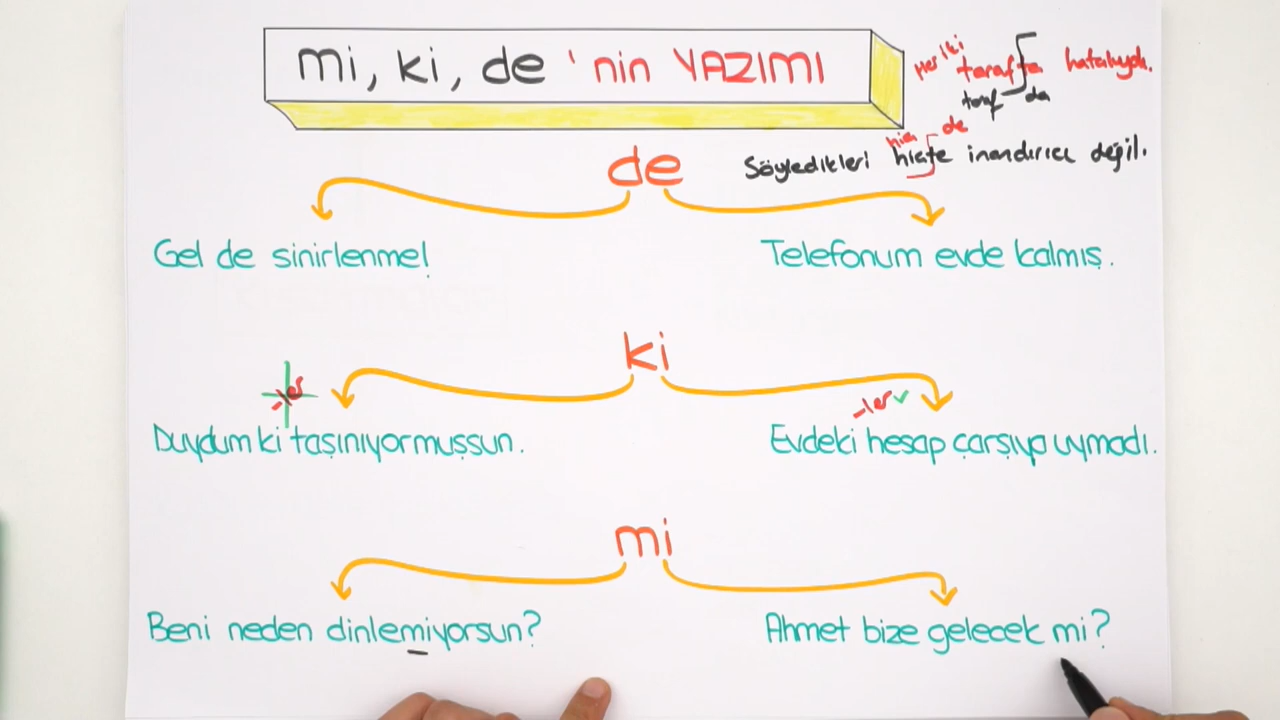 mi, ki, de 'nin YAZIMI
Her iki tarafta hatalıydı.
taraf da
de
hiç de
Söyledikleri hiçte inandırıcı değil.
Gel de sinirlenme!
Telefonum evde kalmış.
ki
-ler
-ler
Duydum ki taşınıyormuşsun.
Evdeki hesap çarşıya uymadı.
mi
Beni neden dinlemiyorsun?
Ahmet bize gelecek mi?